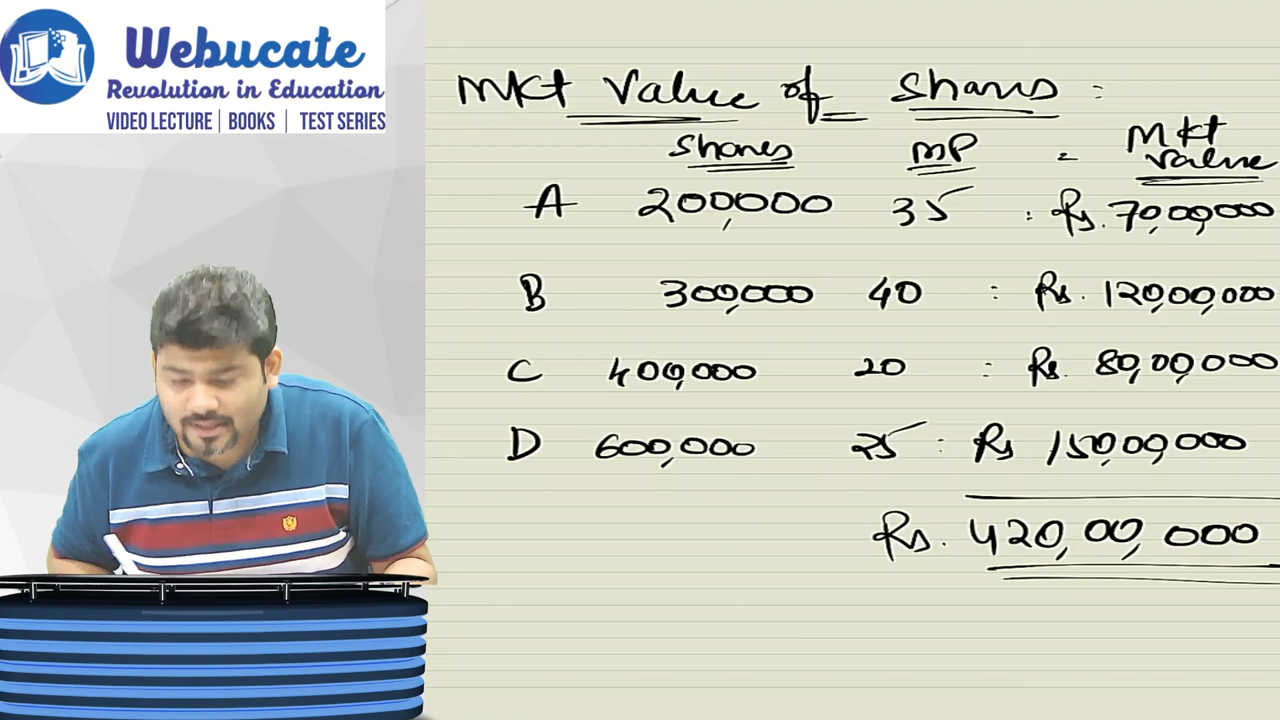 Webucate
Revolution in Education
VIDEO LECTURE | BOOKS | TEST SERIES
Mkt Value of Shares :
Shares MP = Mkt Value
A 200,000 35 : Rs. 70,00,000
B 300,000 40 : Rs. 120,00,000
C 400,000 20 : Rs. 80,00,000
D 600,000 25 : Rs 150,00,000
Rs. 420,00,000